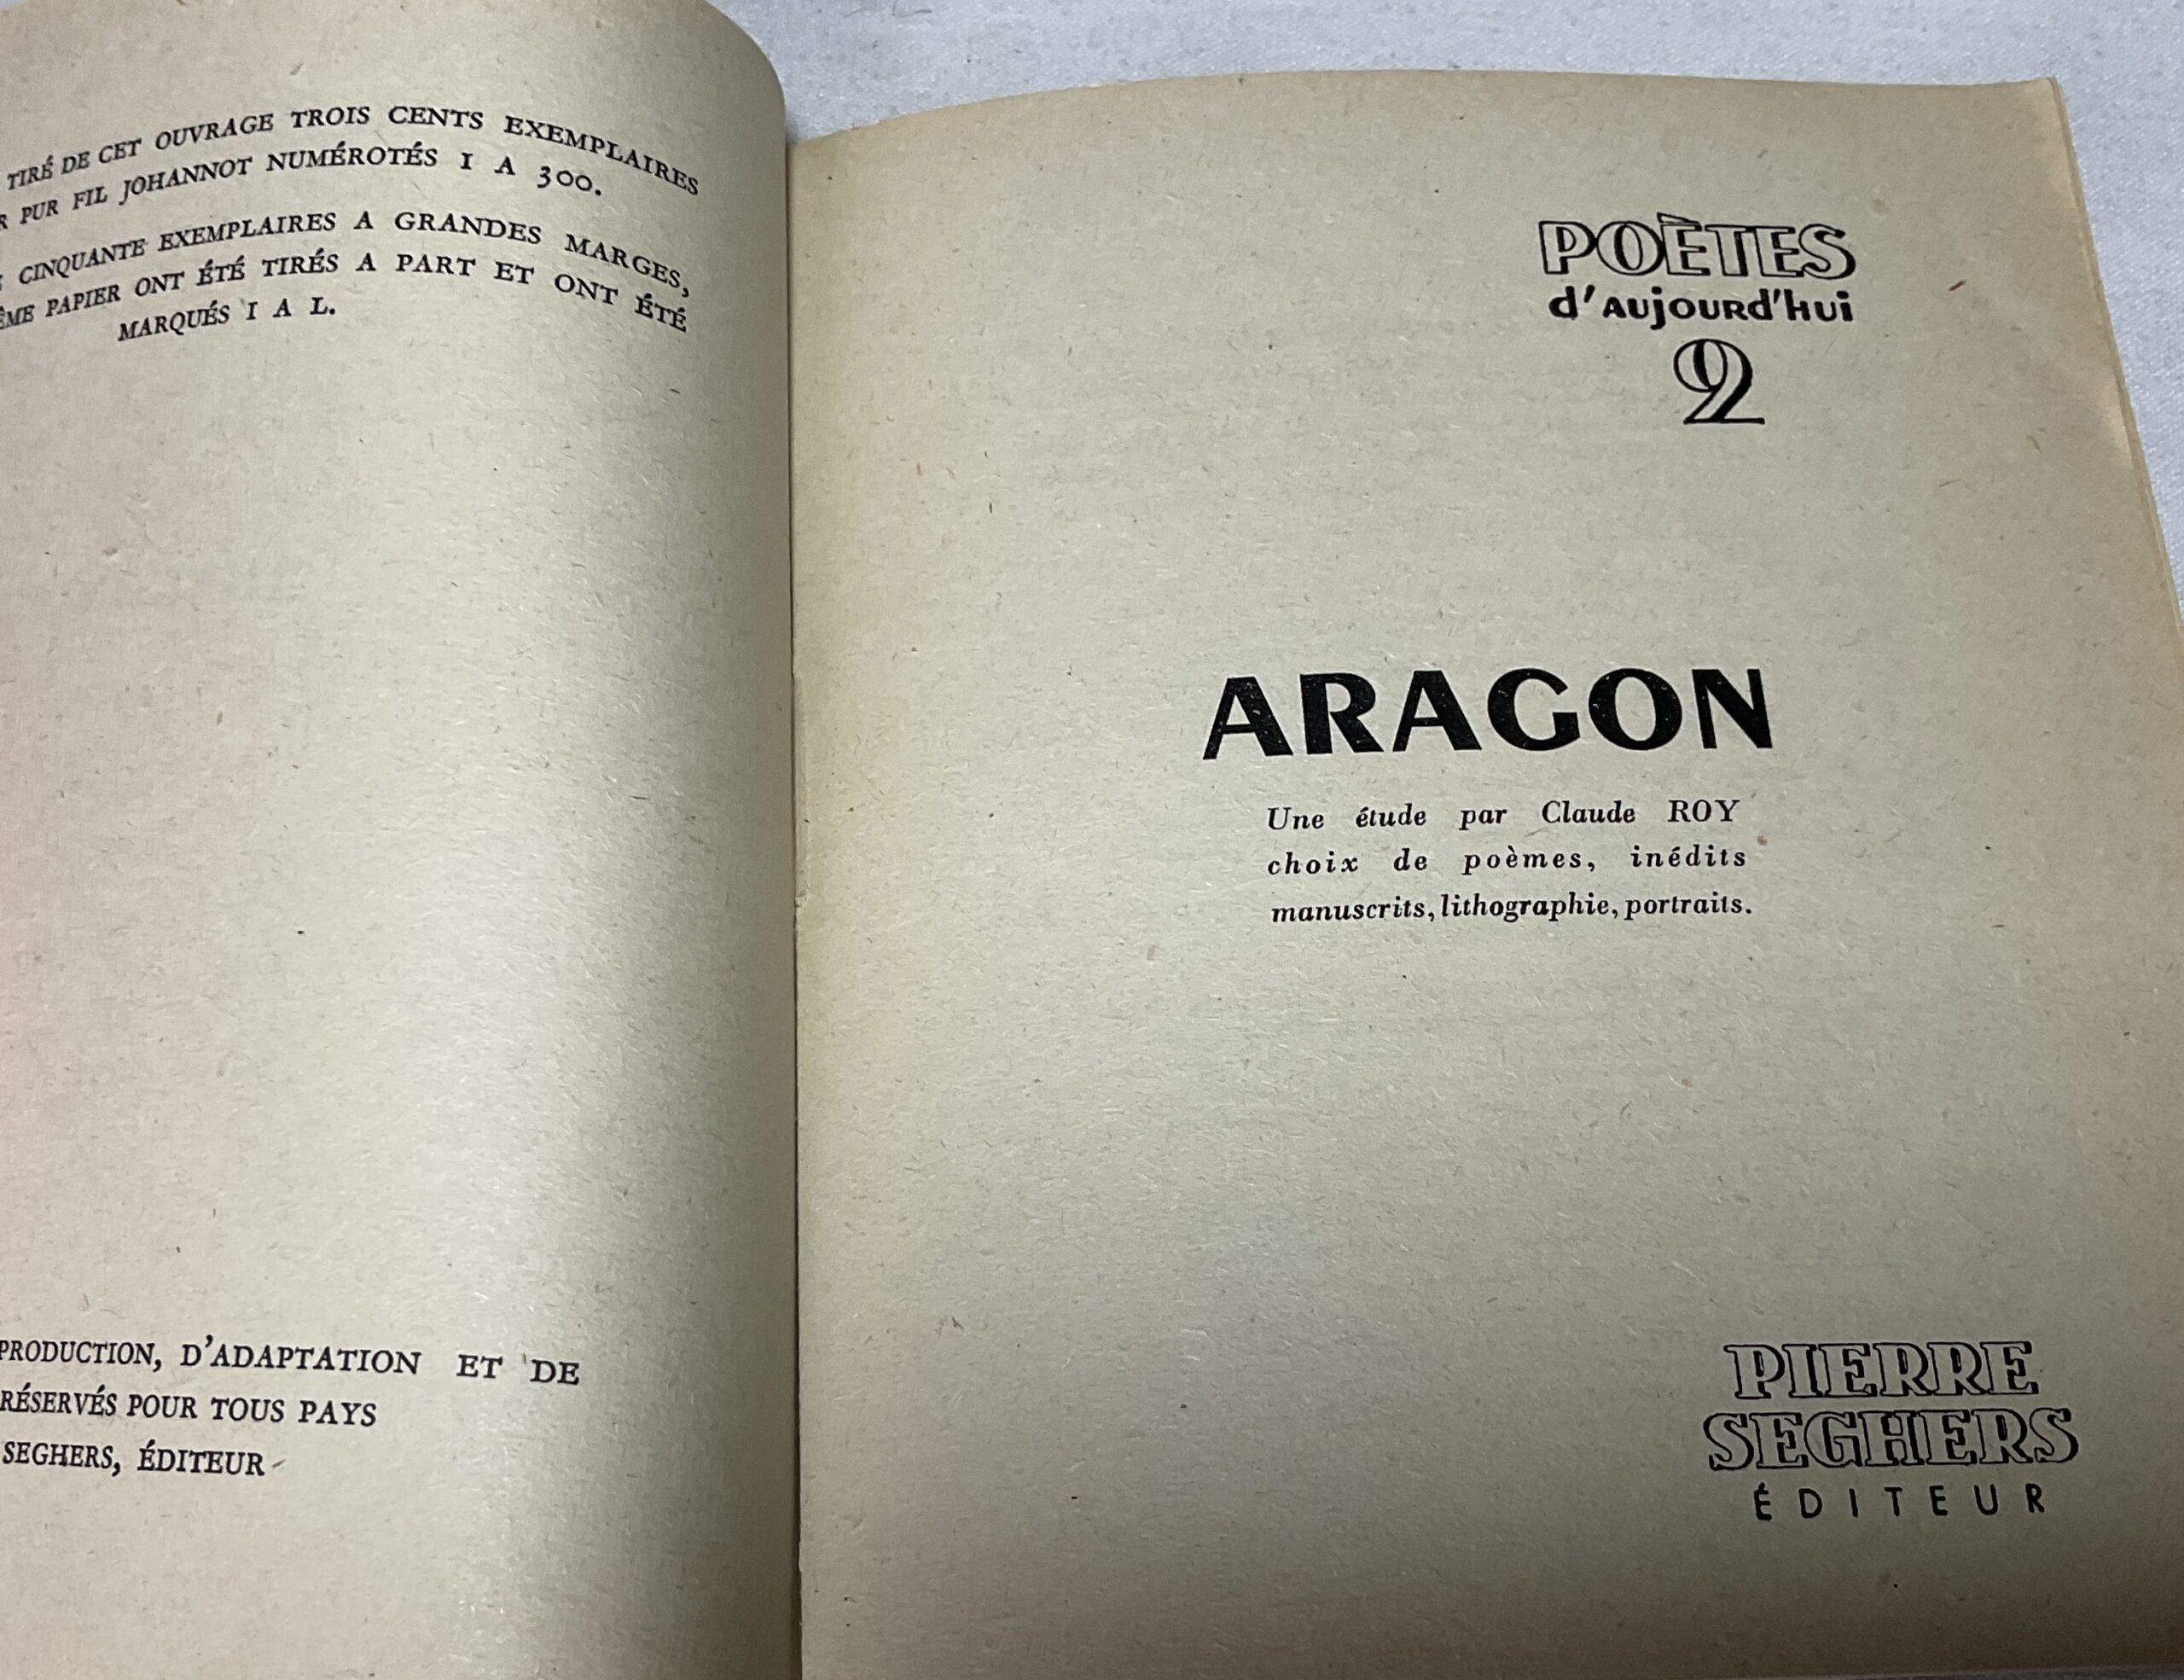 TIRÉ DE CET OUVRAGE TROIS CENTS EXEMPLAIRES
PUR FIL JOHANNOT NUMÉROTÉS I A 300.
CINQUANTE EXEMPLAIRES A GRANDES MARGES,
PAPIER ONT ÉTÉ TIRÉS A PART ET ONT ÉTÉ
MARQUÉS I A L.
PRODUCTION, D'ADAPTATION ET DE
RÉSERVÉS POUR TOUS PAYS
SEGHERS, ÉDITEUR
POÈTES
d'aujourd'hui
2
ARAGON
Une étude par Claude ROY
choix de poèmes, inédits
manuscrits, lithographie, portraits.
PIERRE
SEGHERS
ÉDITEUR